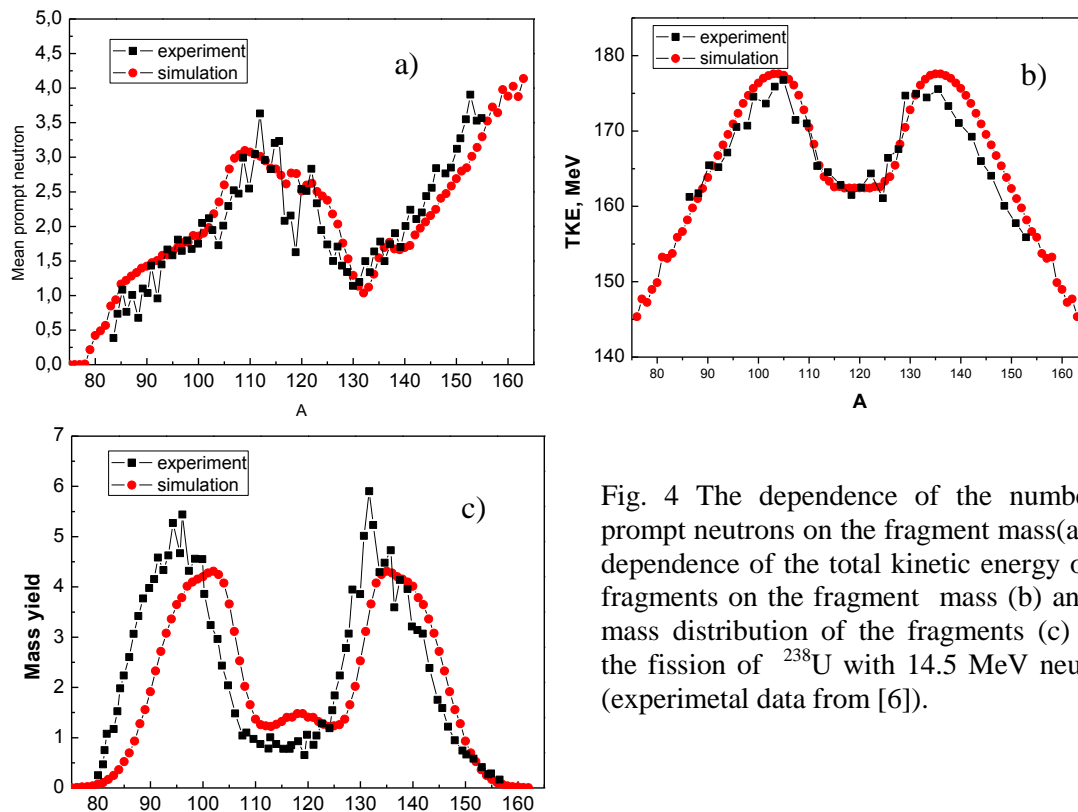 5,0
4,5
4,0
3,5
3,0
2,5
2,0
1,5
1,0
0,5
0,0
Mean prompt neutron
experiment
simulation
a)
80 90 100 110 120 130 140 150 160
A
180
170
160
150
140
TKE, MeV
experiment
simulation
b)
80 90 100 110 120 130 140 150 160
A
7
6
5
4
3
2
1
0
Mass yield
experiment
simulation
c)
80 90 100 110 120 130 140 150 160
Fig. 4 The dependence of the numbe
prompt neutrons on the fragment mass(a
dependence of the total kinetic energy o
fragments on the fragment mass (b) an
mass distribution of the fragments (c)
the fission of ²³⁸U with 14.5 MeV neu
(experimetal data from [6]).